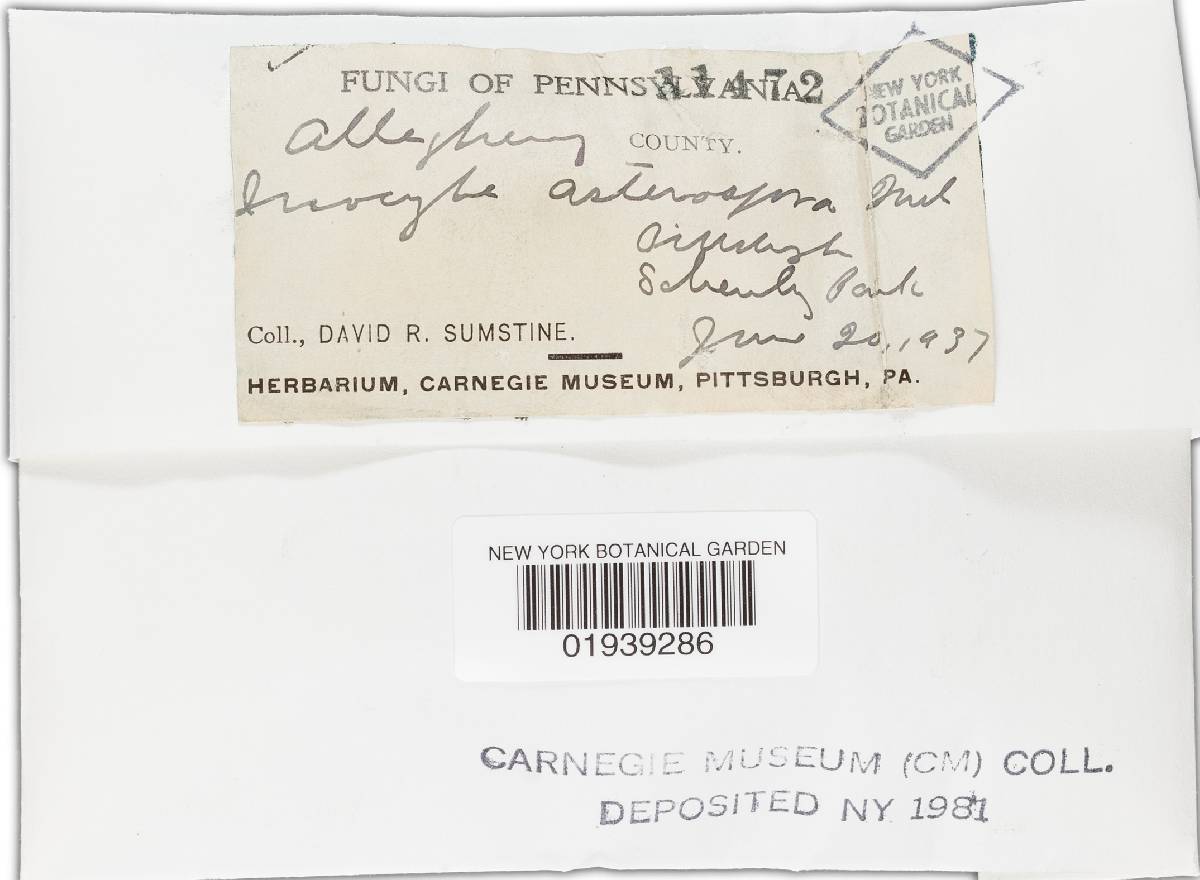 FUNGI OF PENNSYLVANIA 11472
NEW YORK
BOTANICAL
GARDEN
Allegheny COUNTY.
Inocybe asterospora Quel
Pittsburgh
Schenley Park
Coll., DAVID R. SUMSTINE. June 20, 1937
HERBARIUM, CARNEGIE MUSEUM, PITTSBURGH, PA.
NEW YORK BOTANICAL GARDEN
01939286
CARNEGIE MUSEUM (CM) COLL.
DEPOSITED NY 1981